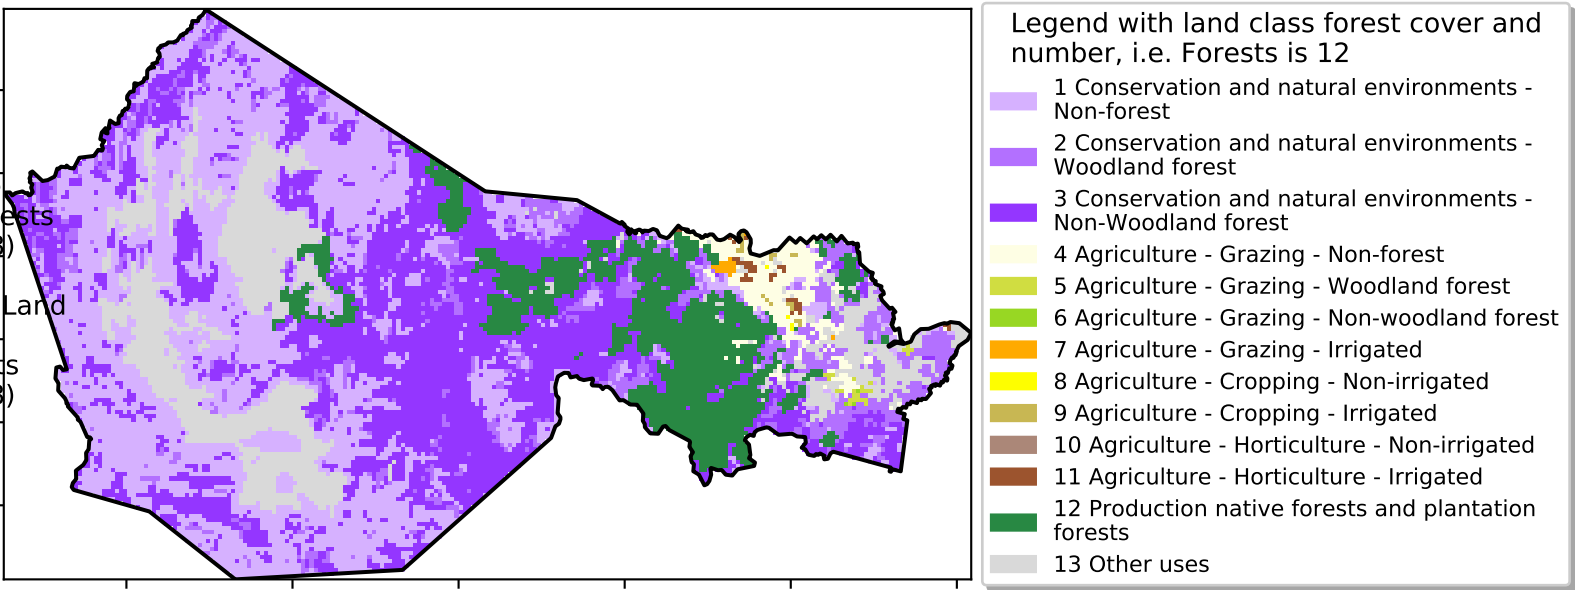 ests
)
Land
s
)
Legend with land class forest cover and
number, i.e. Forests is 12
1 Conservation and natural environments -
Non-forest
2 Conservation and natural environments -
Woodland forest
3 Conservation and natural environments -
Non-Woodland forest
4 Agriculture - Grazing - Non-forest
5 Agriculture - Grazing - Woodland forest
6 Agriculture - Grazing - Non-woodland forest
7 Agriculture - Grazing - Irrigated
8 Agriculture - Cropping - Non-irrigated
9 Agriculture - Cropping - Irrigated
10 Agriculture - Horticulture - Non-irrigated
11 Agriculture - Horticulture - Irrigated
12 Production native forests and plantation
forests
13 Other uses